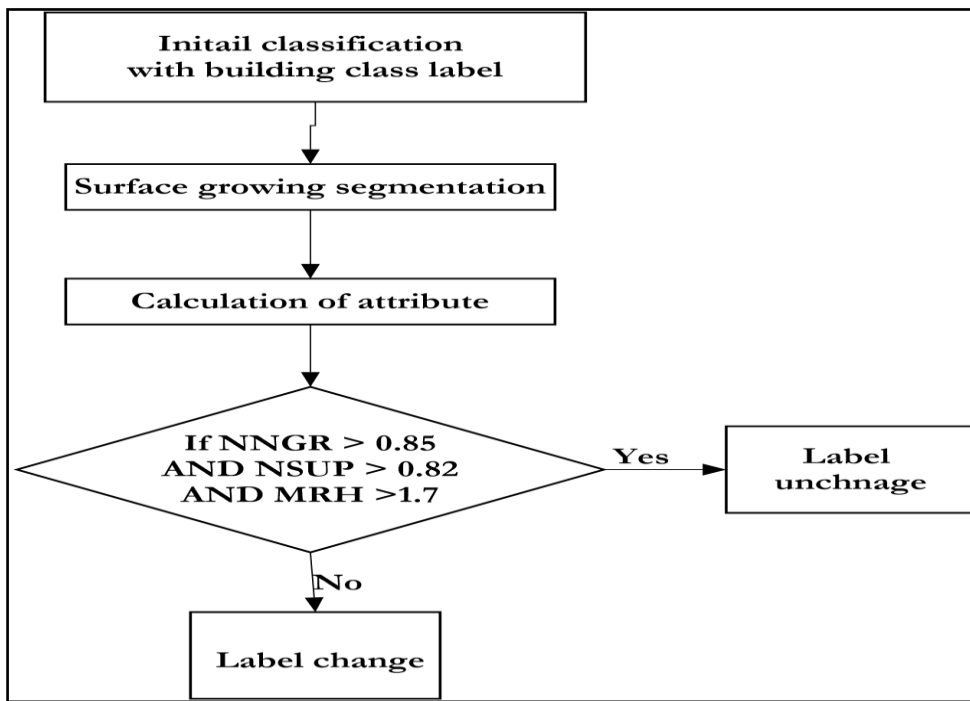 Initail classification
with building class label
Surface growing segmentation
Calculation of attribute
If NNGR > 0.85
AND NSUP > 0.82
AND MRH >1.7
Yes
Label
unchnage
No
Label change